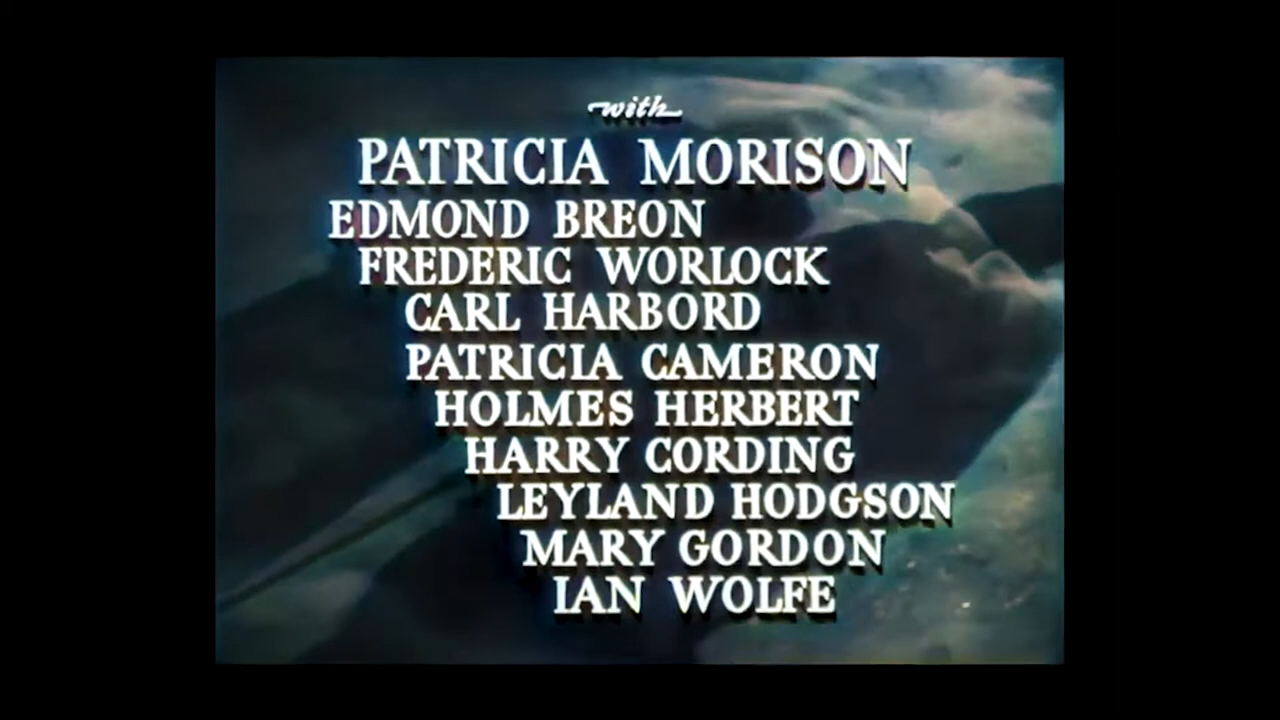 with
PATRICIA MORISON
EDMOND BREON
FREDERIC WORLOCK
CARL HARBORD
PATRICIA CAMERON
HOLMES HERBERT
HARRY CORDING
LEYLAND HODGSON
MARY GORDON
IAN WOLFE